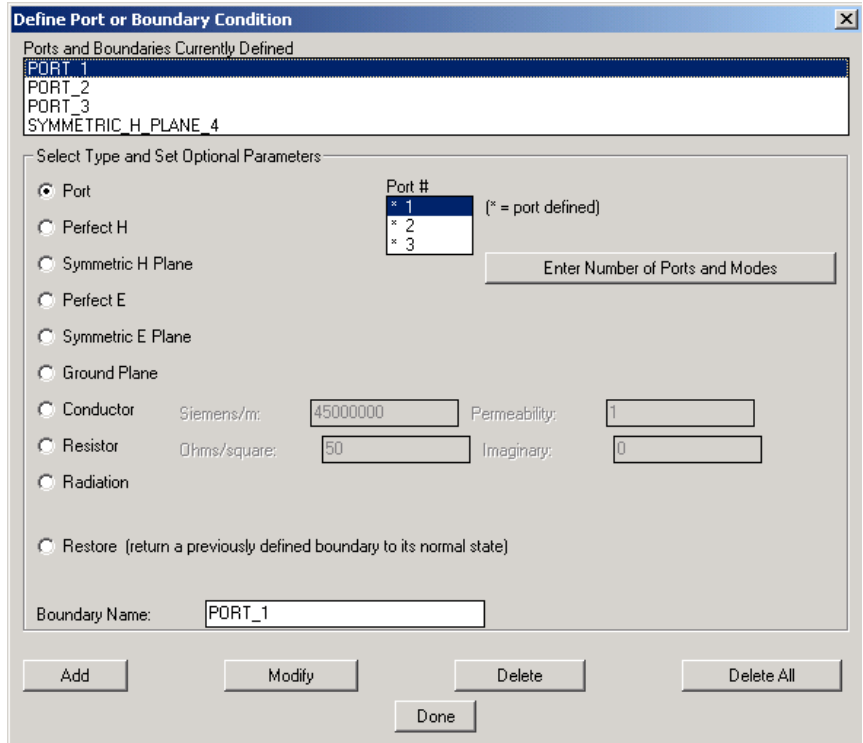 Define Port or Boundary Condition
Ports and Boundaries Currently Defined
PORT_1
PORT_2
PORT_3
SYMMETRIC_H_PLANE_4
Select Type and Set Optional Parameters
Port
Port #
* 1
(* = port defined)
* 2
* 3
Perfect H
Symmetric H Plane
Enter Number of Ports and Modes
Perfect E
Symmetric E Plane
Ground Plane
Conductor Siemens/m: 45000000 Permeability: 1
Resistor Ohms/square: 50 Imaginary: 0
Radiation
Restore (return a previously defined boundary to its normal state)
Boundary Name: PORT_1
Add Modify Delete Delete All
Done